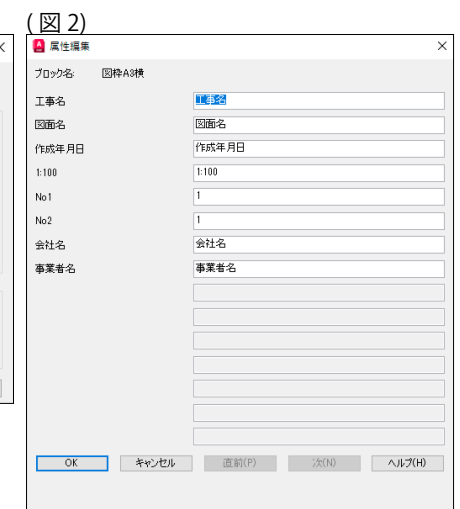 (図2)
属性編集
ブロック名: 図枠A3横
工事名 工事名
図面名 図面名
作成年月日 作成年月日
1:100 1:100
No1 1
No2 1
会社名 会社名
事業者名 事業者名
OK キャンセル 直前(P) 次(N) ヘルプ(H)